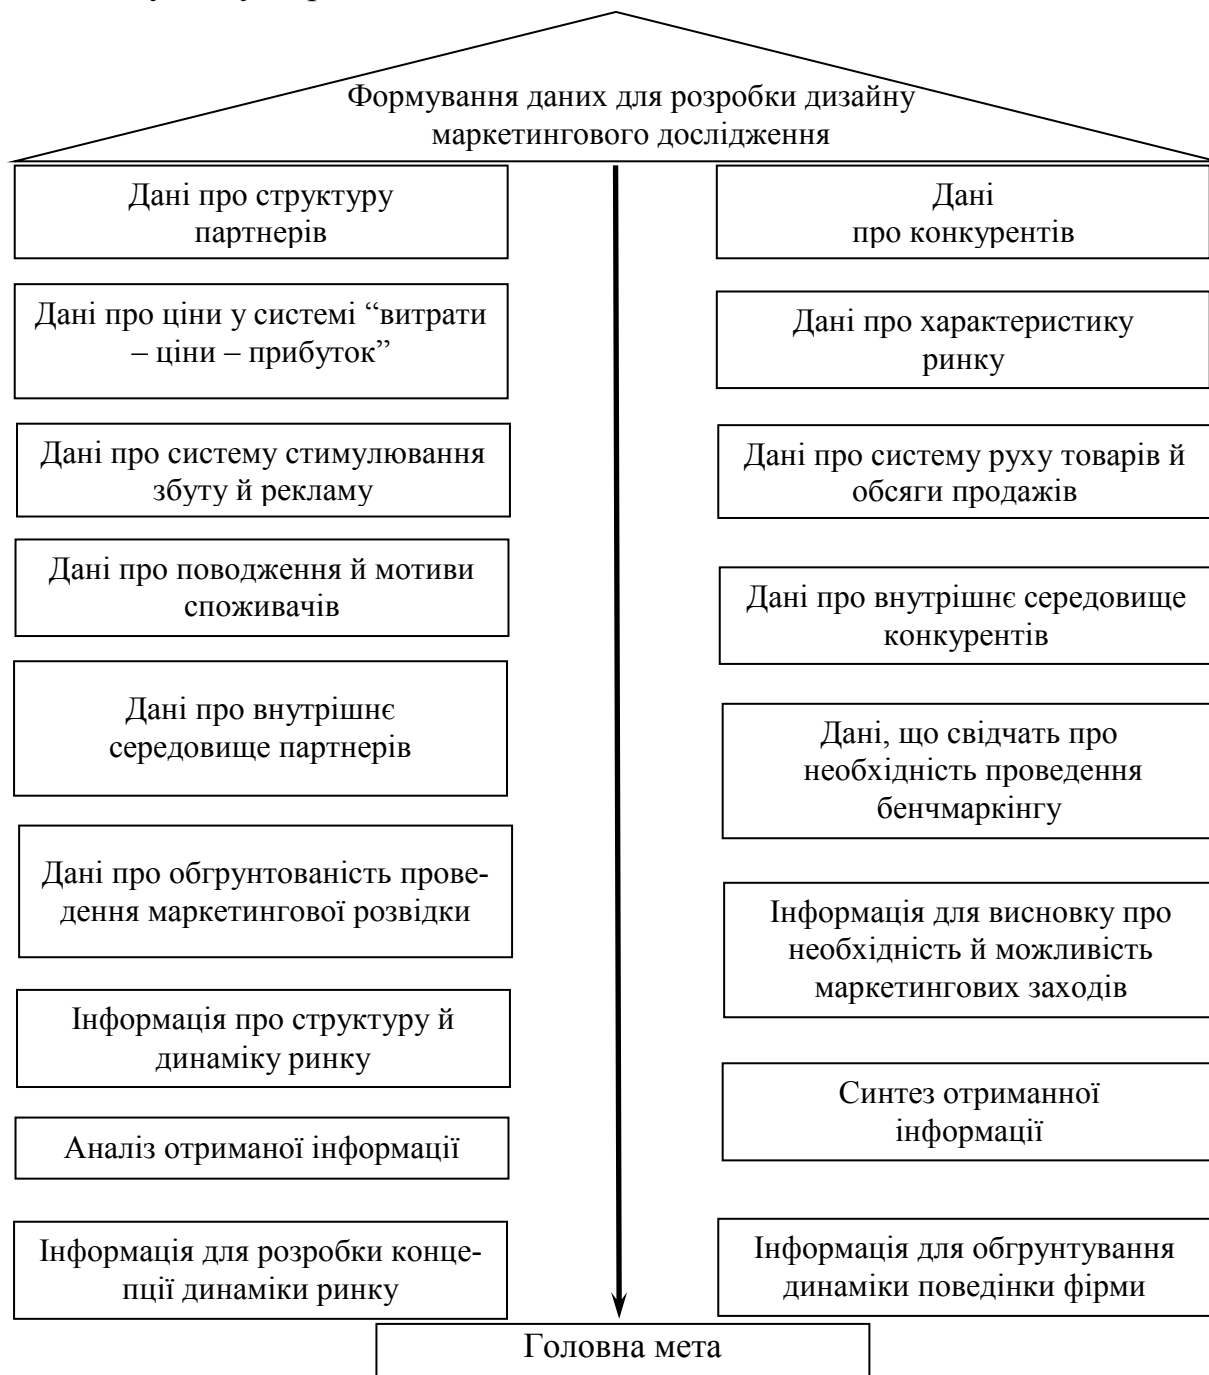 Формування даних для розробки дизайну
маркетингового дослідження
Дані про структуру
партнерів
Дані про ціни у системі “витрати
– ціни – прибуток”
Дані про систему стимулювання
збуту й рекламу
Дані про поводження й мотиви
споживачів
Дані про внутрішнє
середовище партнерів
Дані про обгрунтованість прове-
дення маркетингової розвідки
Інформація про структуру й
динаміку ринку
Аналіз отриманої інформації
Інформація для розробки конце-
пції динаміки ринку
Дані
про конкурентів
Дані про характеристику
ринку
Дані про систему руху товарів й
обсяги продажів
Дані про внутрішнє середовище
конкурентів
Дані, що свідчать про
необхідність проведення
бенчмаркінгу
Інформація для висновку про
необхідність й можливість
маркетингових заходів
Синтез отриманної
інформації
Інформація для обгрунтування
динаміки поведінки фірми
Головна мета